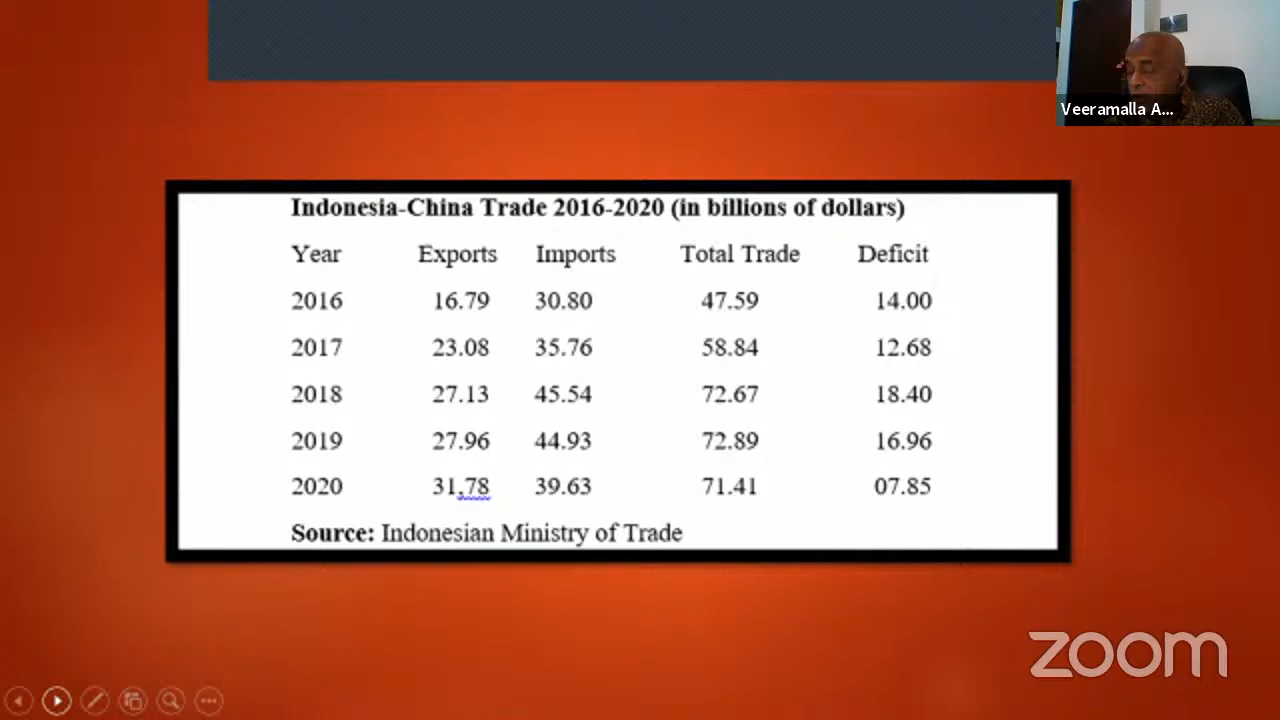 Veeramalla A...
Indonesia-China Trade 2016-2020 (in billions of dollars)
Year Exports Imports Total Trade Deficit
2016 16.79 30.80 47.59 14.00
2017 23.08 35.76 58.84 12.68
2018 27.13 45.54 72.67 18.40
2019 27.96 44.93 72.89 16.96
2020 31,78 39.63 71.41 07.85
Source: Indonesian Ministry of Trade
zoom